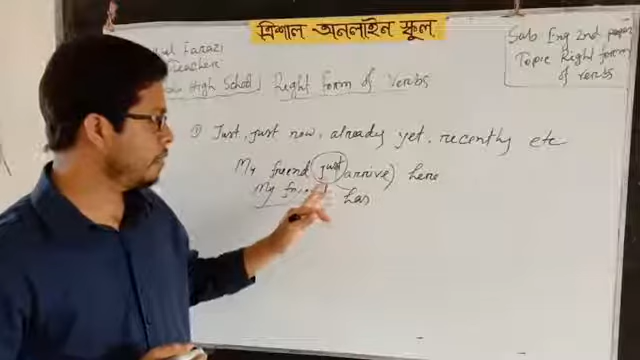 ত্রিশাল অনলাইন স্কুল
Farazi
Teacher
High School
Sub Eng 2nd paper
Topic Right form of verbs
Right form of Verbs
① Just, just now, already yet, recently etc
My friend just (arrive) here
My friend has